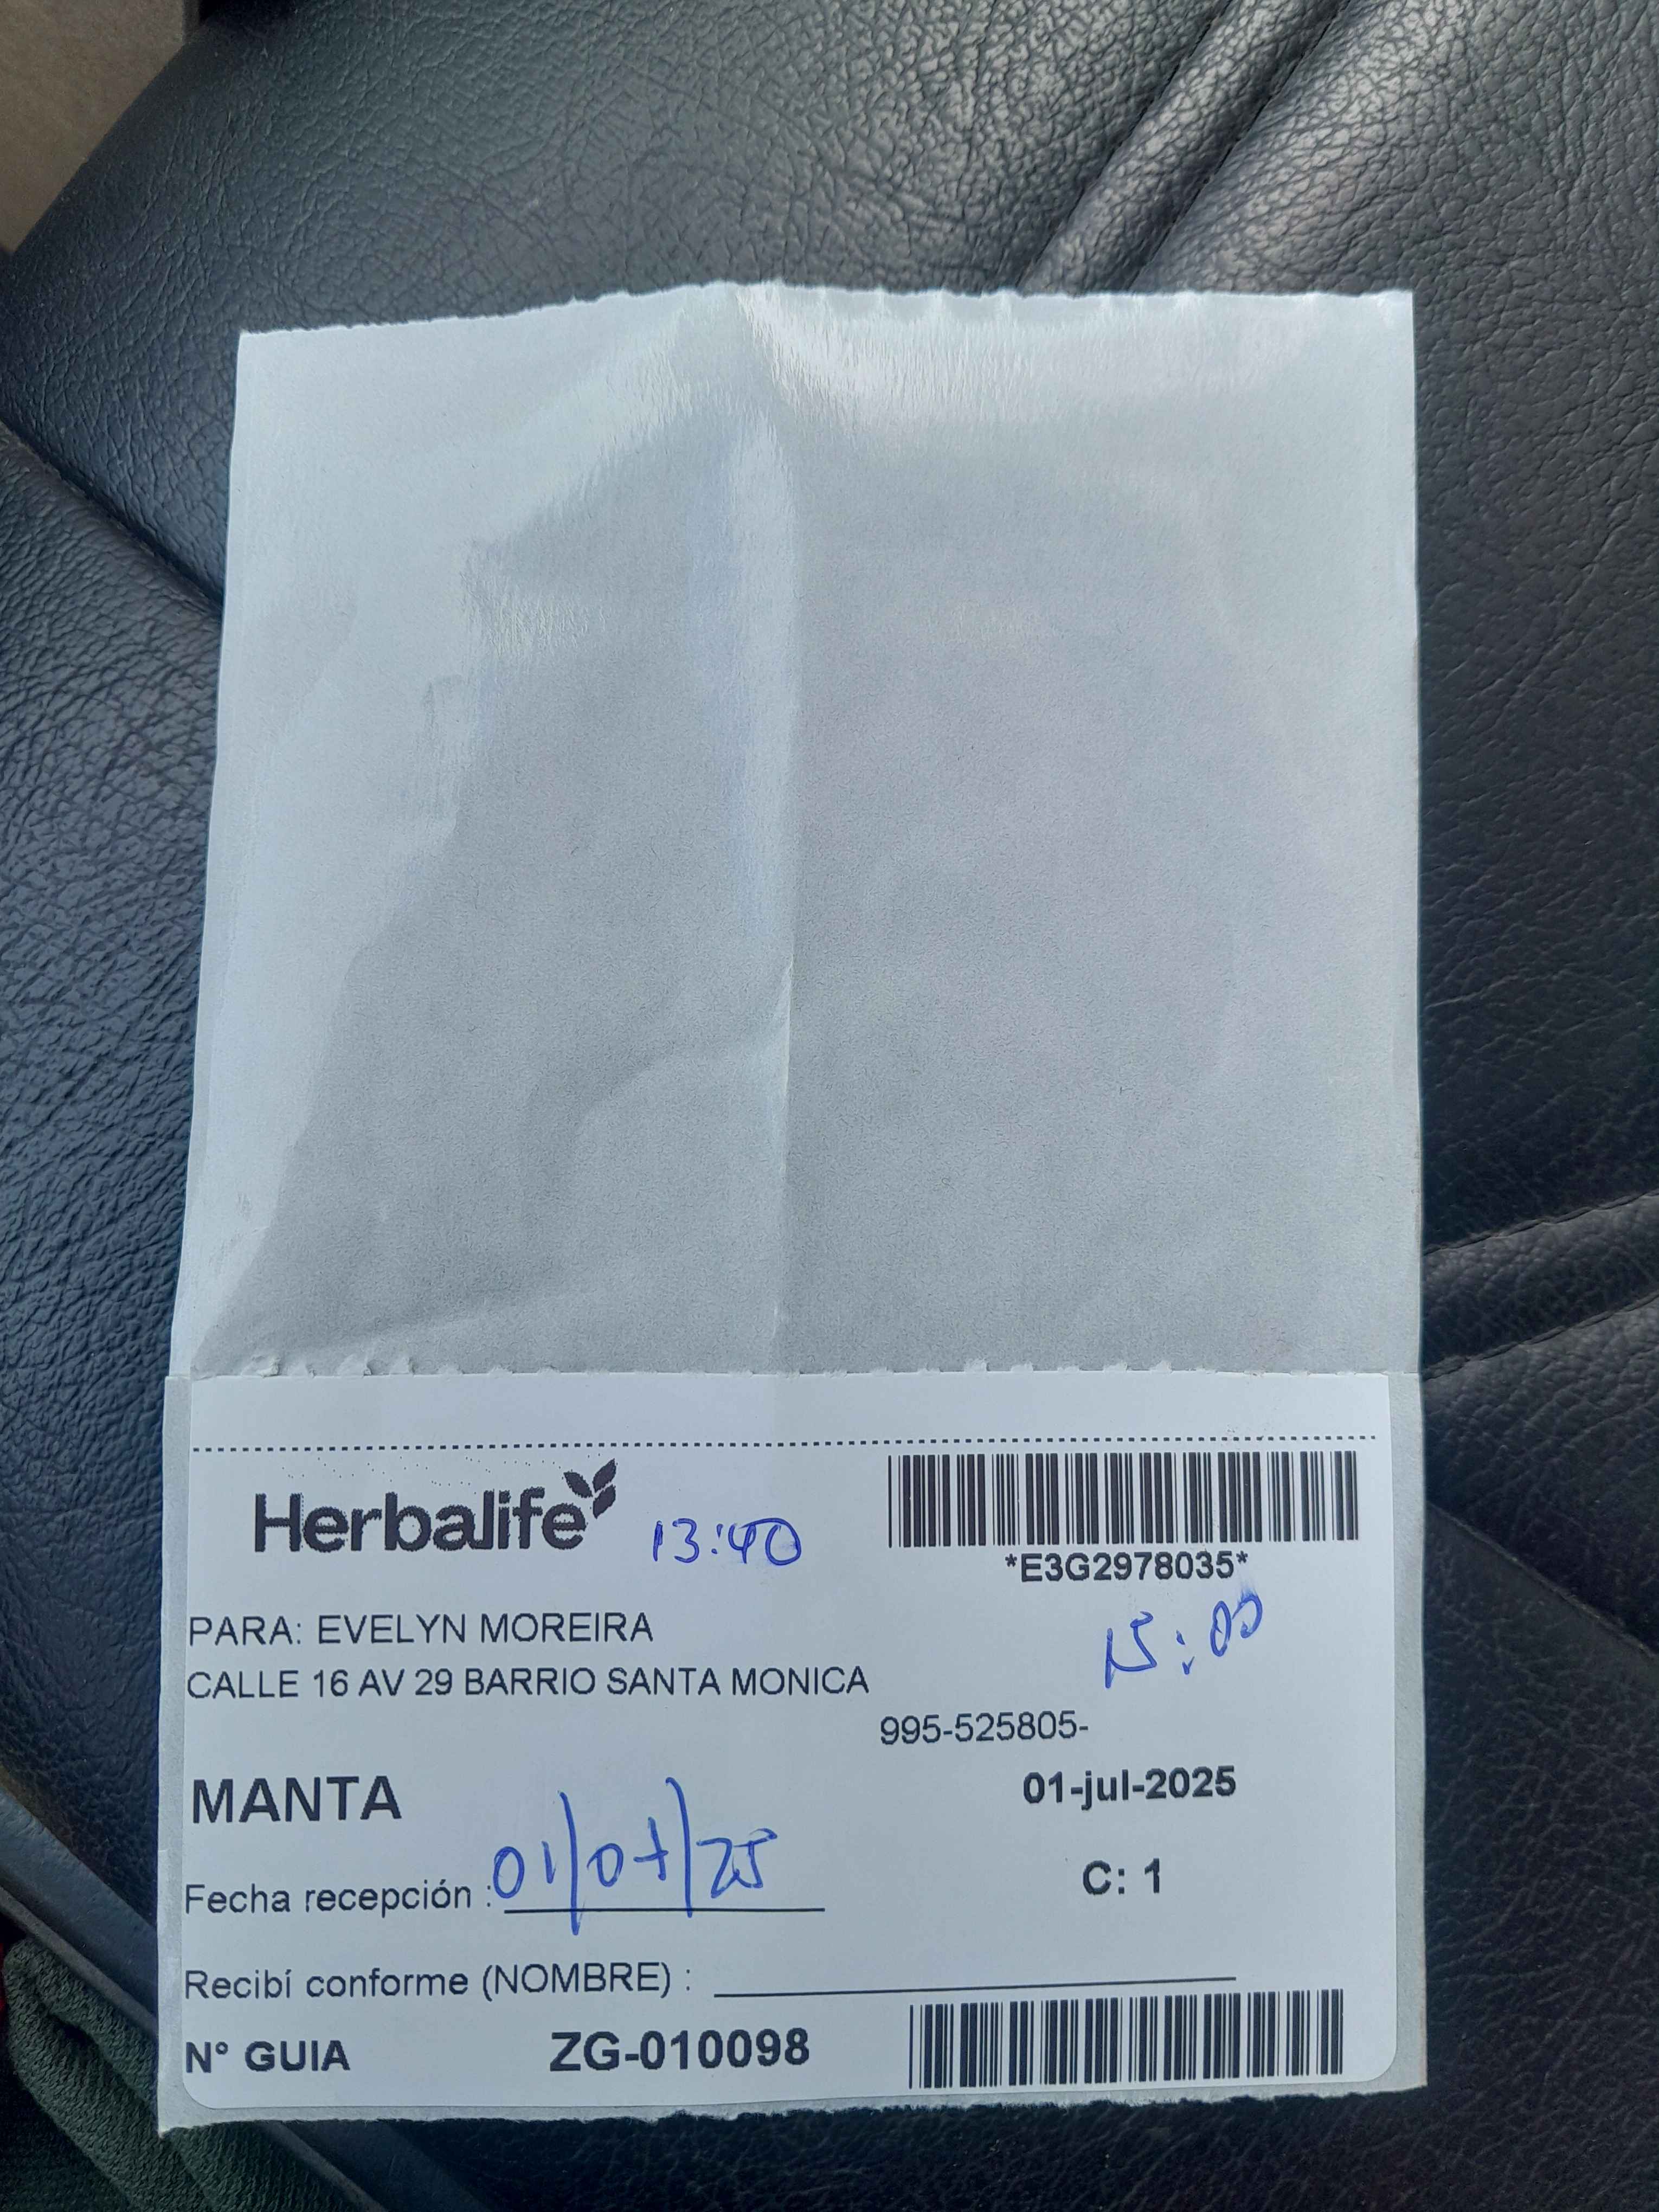 Herbalife 13:40
*E3G2978035*
15:00
PARA: EVELYN MOREIRA
CALLE 16 AV 29 BARRIO SANTA MONICA
995-525805-
MANTA 01-jul-2025
Fecha recepción : 01/07/25 C: 1
Recibí conforme (NOMBRE) :
N° GUIA ZG-010098